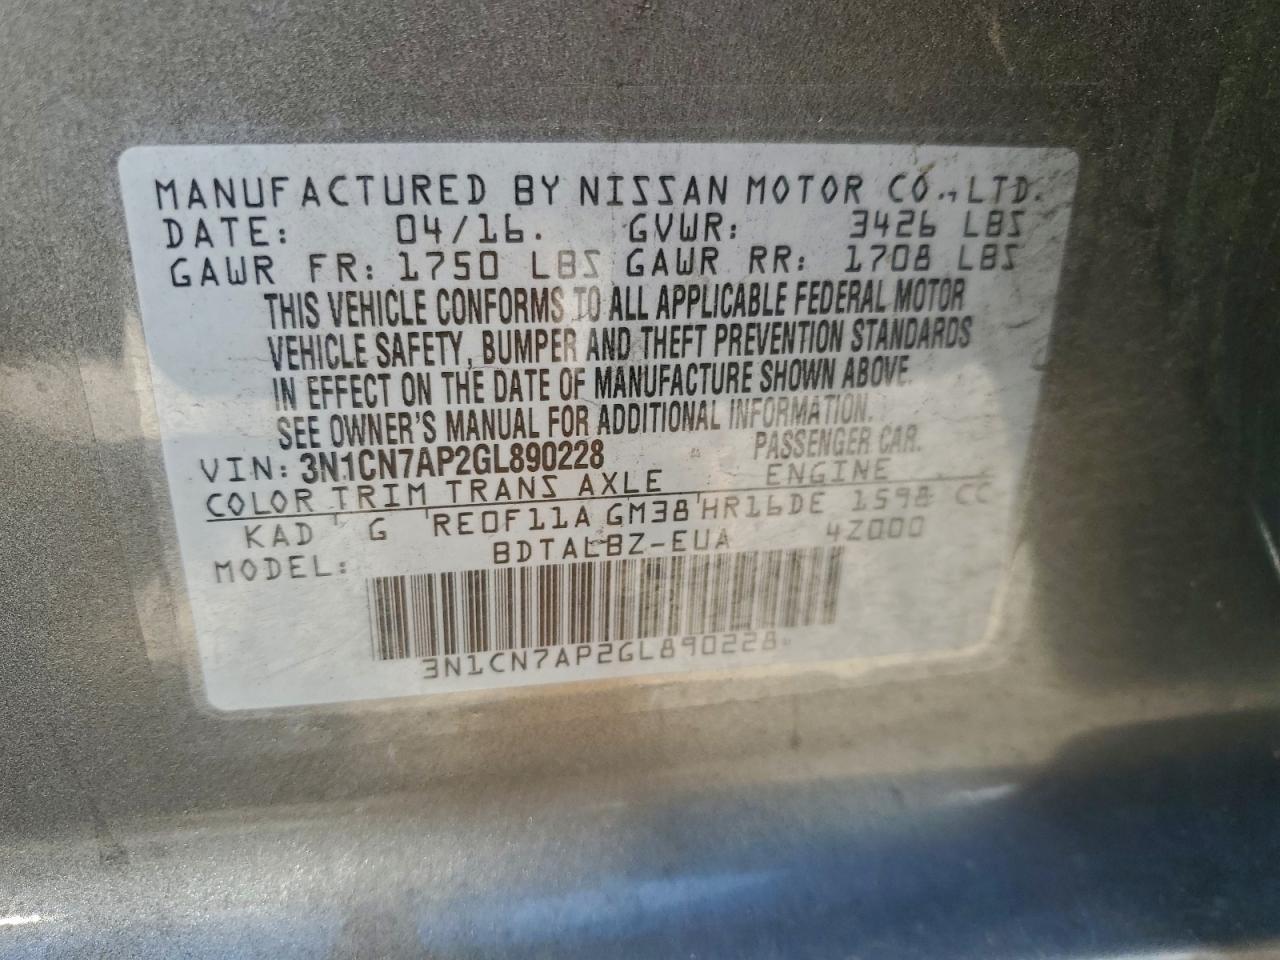 MANUFACTURED BY NISSAN MOTOR CO.,LTD.
DATE: 04/16. GVWR: 3426 LBS
GAWR FR: 1750 LBS GAWR RR: 1708 LBS
THIS VEHICLE CONFORMS TO ALL APPLICABLE FEDERAL MOTOR
VEHICLE SAFETY, BUMPER AND THEFT PREVENTION STANDARDS
IN EFFECT ON THE DATE OF MANUFACTURE SHOWN ABOVE.
SEE OWNER'S MANUAL FOR ADDITIONAL INFORMATION.
VIN: 3N1CN7AP2GL890228 PASSENGER CAR.
COLOR TRIM TRANS AXLE ENGINE
KAD G RE0F11A GM38 HR16DE 1598 CC
MODEL: BDTALBZ-EUA 4Z000
3N1CN7AP2GL890228